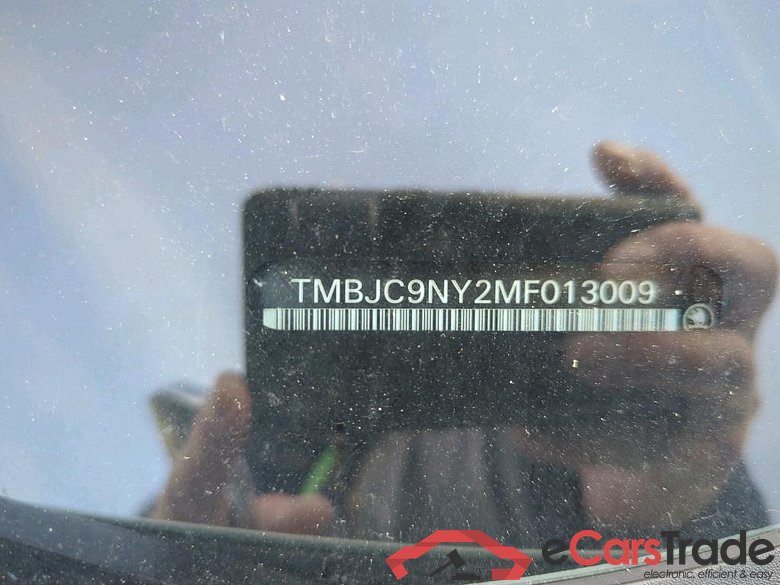 TMBJC9NY2MF013009
eCarsTrade
electronic, efficient & easy